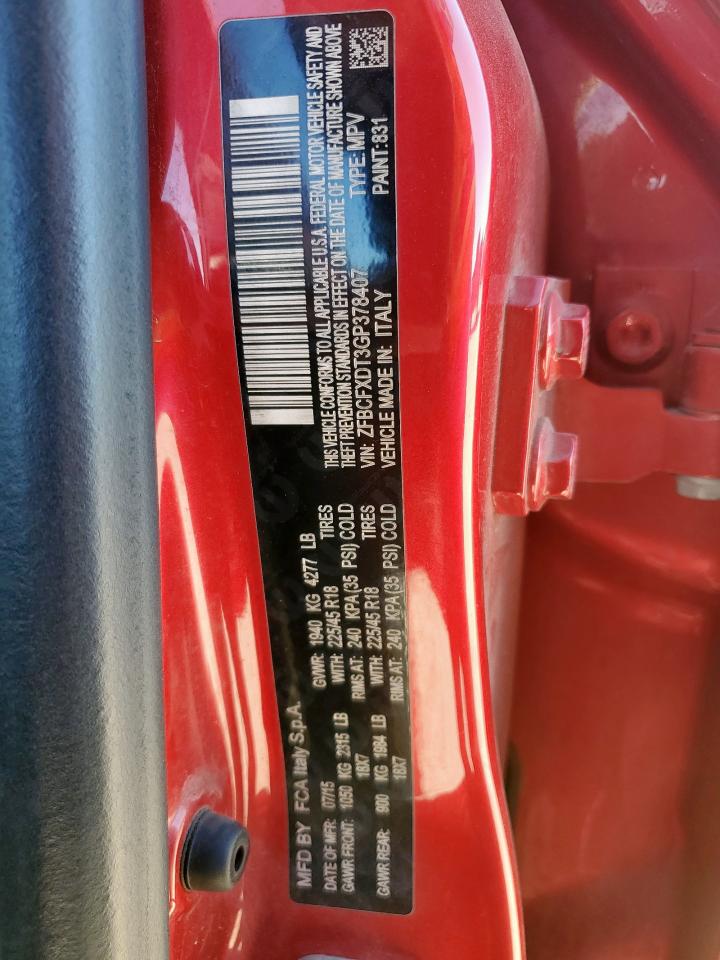 MFD BY FCA Italy S.p.A.
DATE OF MFR: 07/15 GVWR: 1940 KG 4277 LB
GAWR FRONT: 1050 KG 2315 LB WITH: 225/45 R18 TIRES
18X7 RIMS AT: 240 KPA(35 PSI) COLD
GAWR REAR: 900 KG 1984 LB WITH: 225/45 R18 TIRES
18X7 RIMS AT: 240 KPA(35 PSI) COLD
THIS VEHICLE CONFORMS TO ALL APPLICABLE U.S.A. FEDERAL MOTOR VEHICLE SAFETY AND
THEFT PREVENTION STANDARDS IN EFFECT ON THE DATE OF MANUFACTURE SHOWN ABOVE
VIN: ZFBCFXDT3GP378407 TYPE: MPV
VEHICLE MADE IN: ITALY PAINT: 831